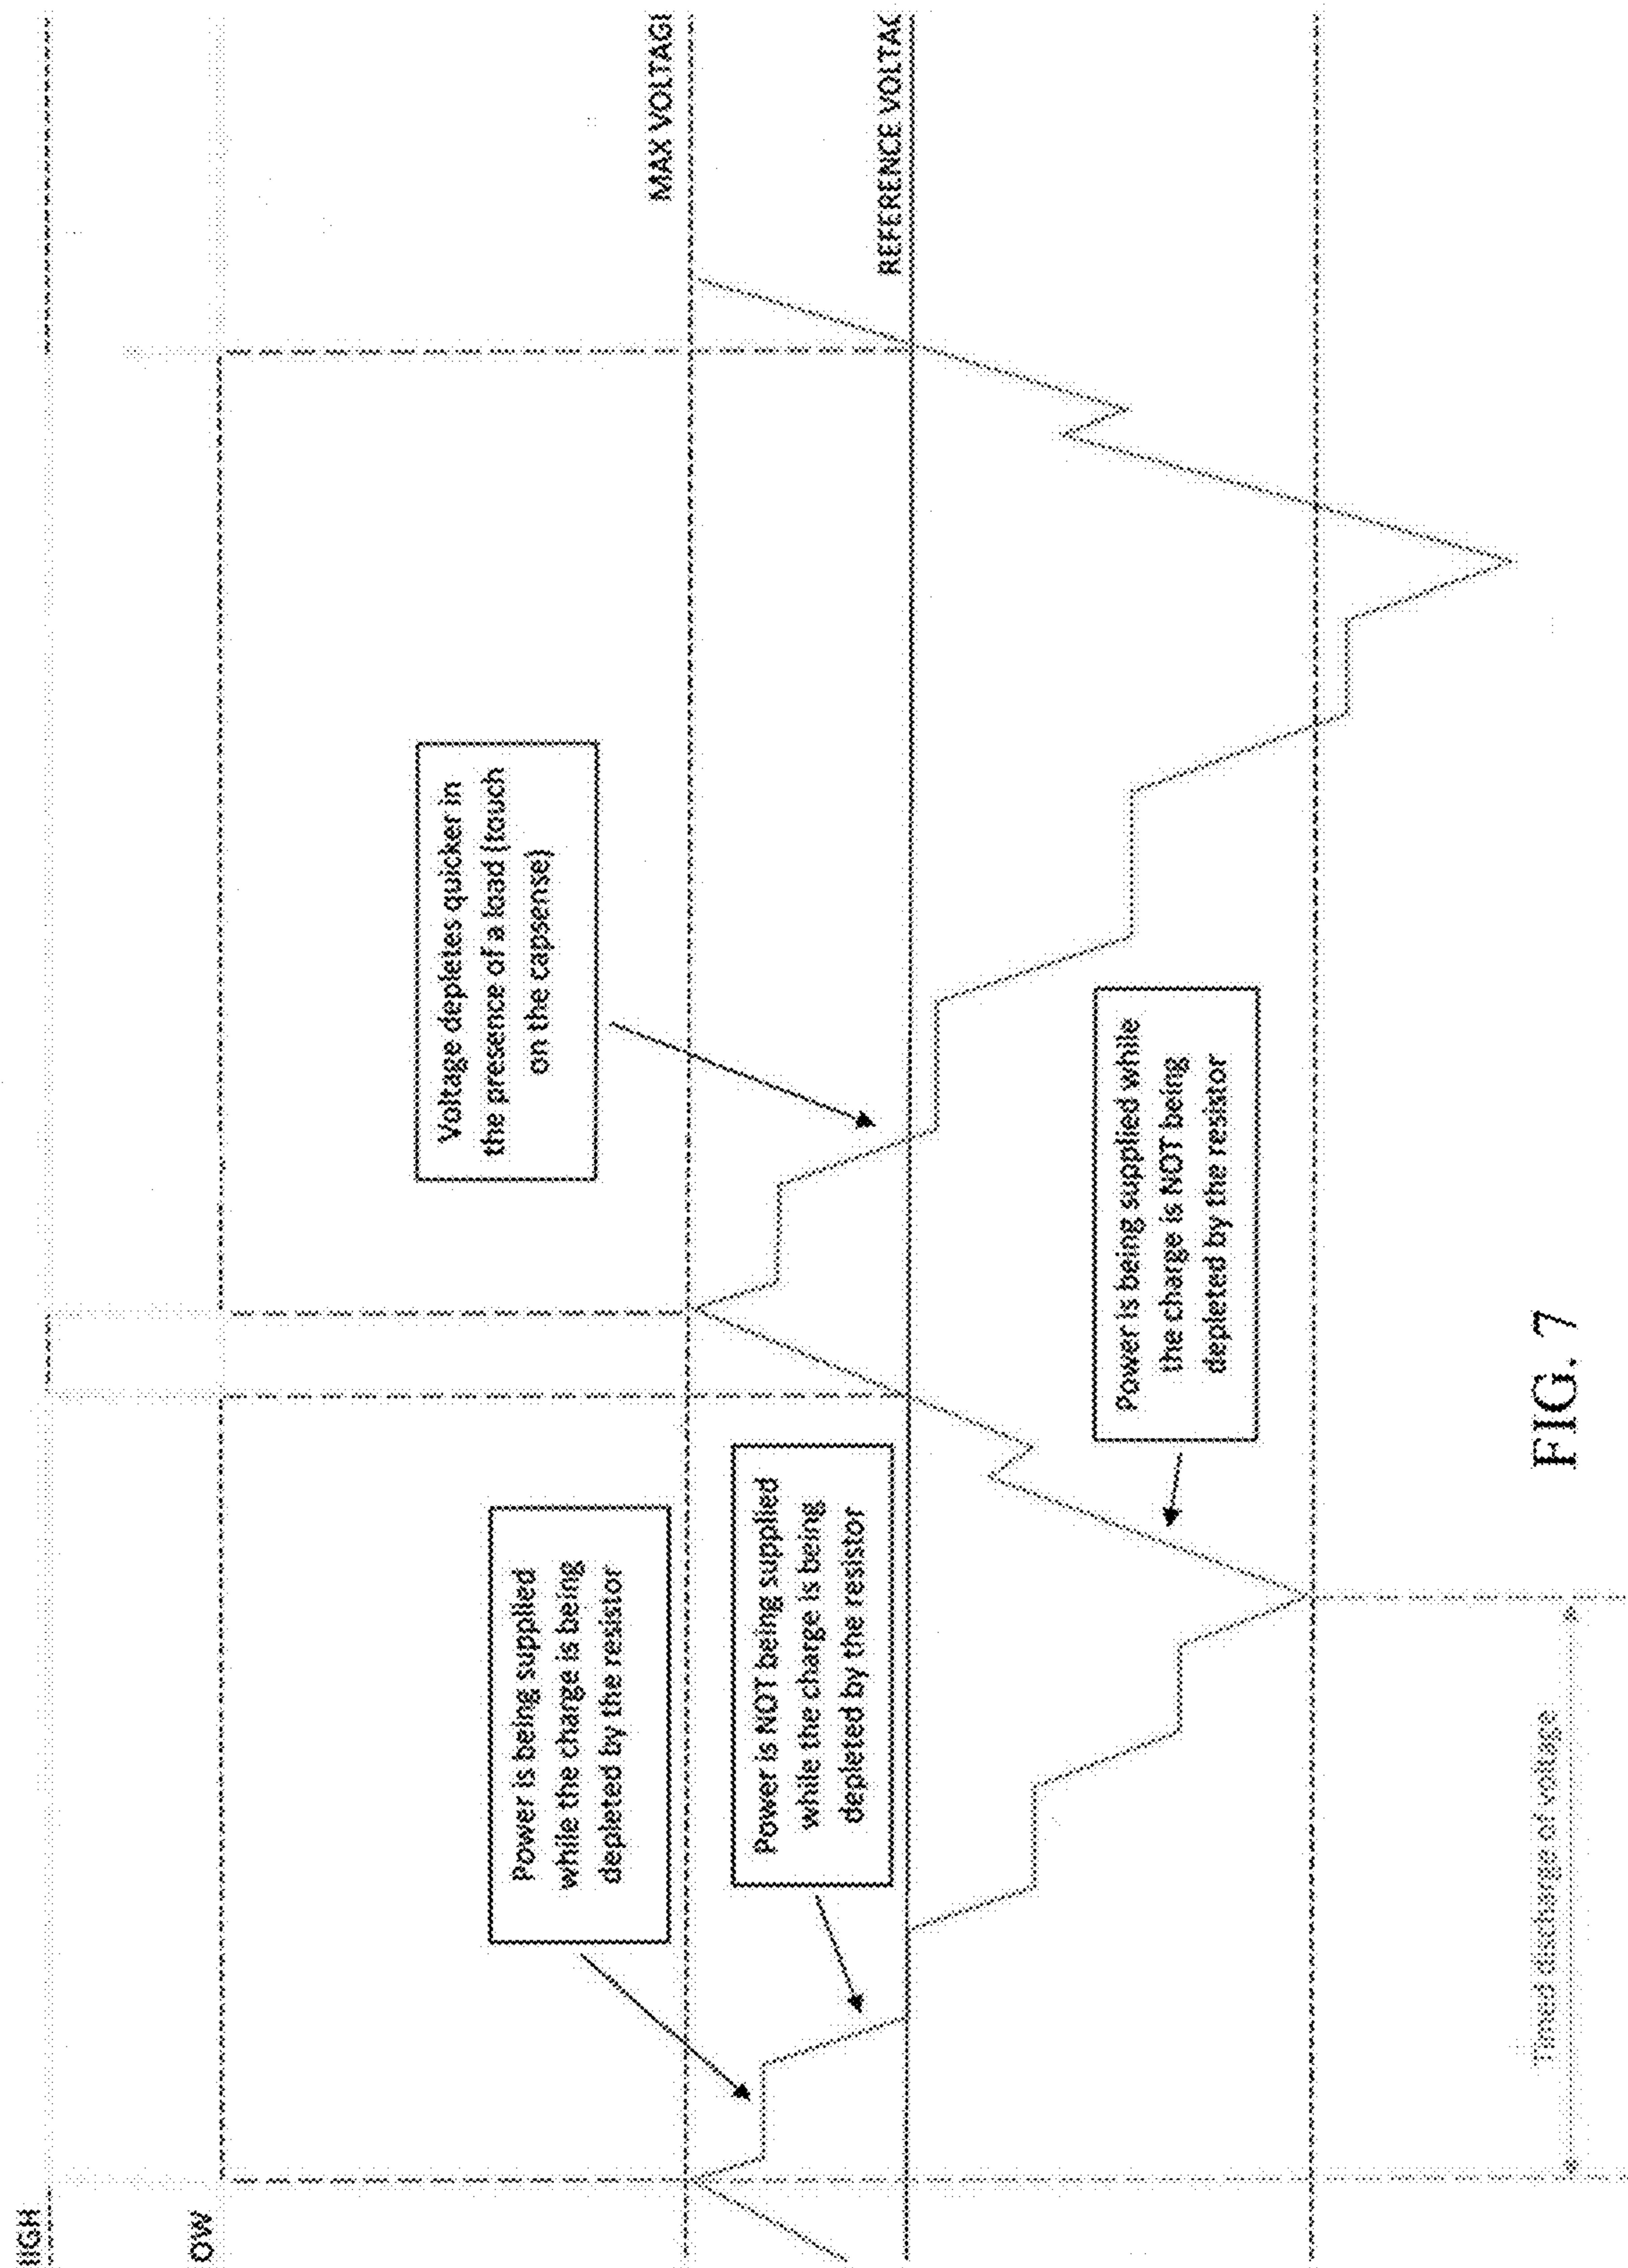 IIGH
OW
MAX VOLTAGE
REFERENCE VOLTAG
Power is being supplied
while the charge is being
depleted by the resistor
Power is NOT being supplied
while the charge is being
depleted by the resistor
Voltage depletes quicker in
the presence of a load (touch
on the capsense)
Power is being supplied while
the charge is NOT being
depleted by the resistor
Timed discharge of voltage
FIG. 7